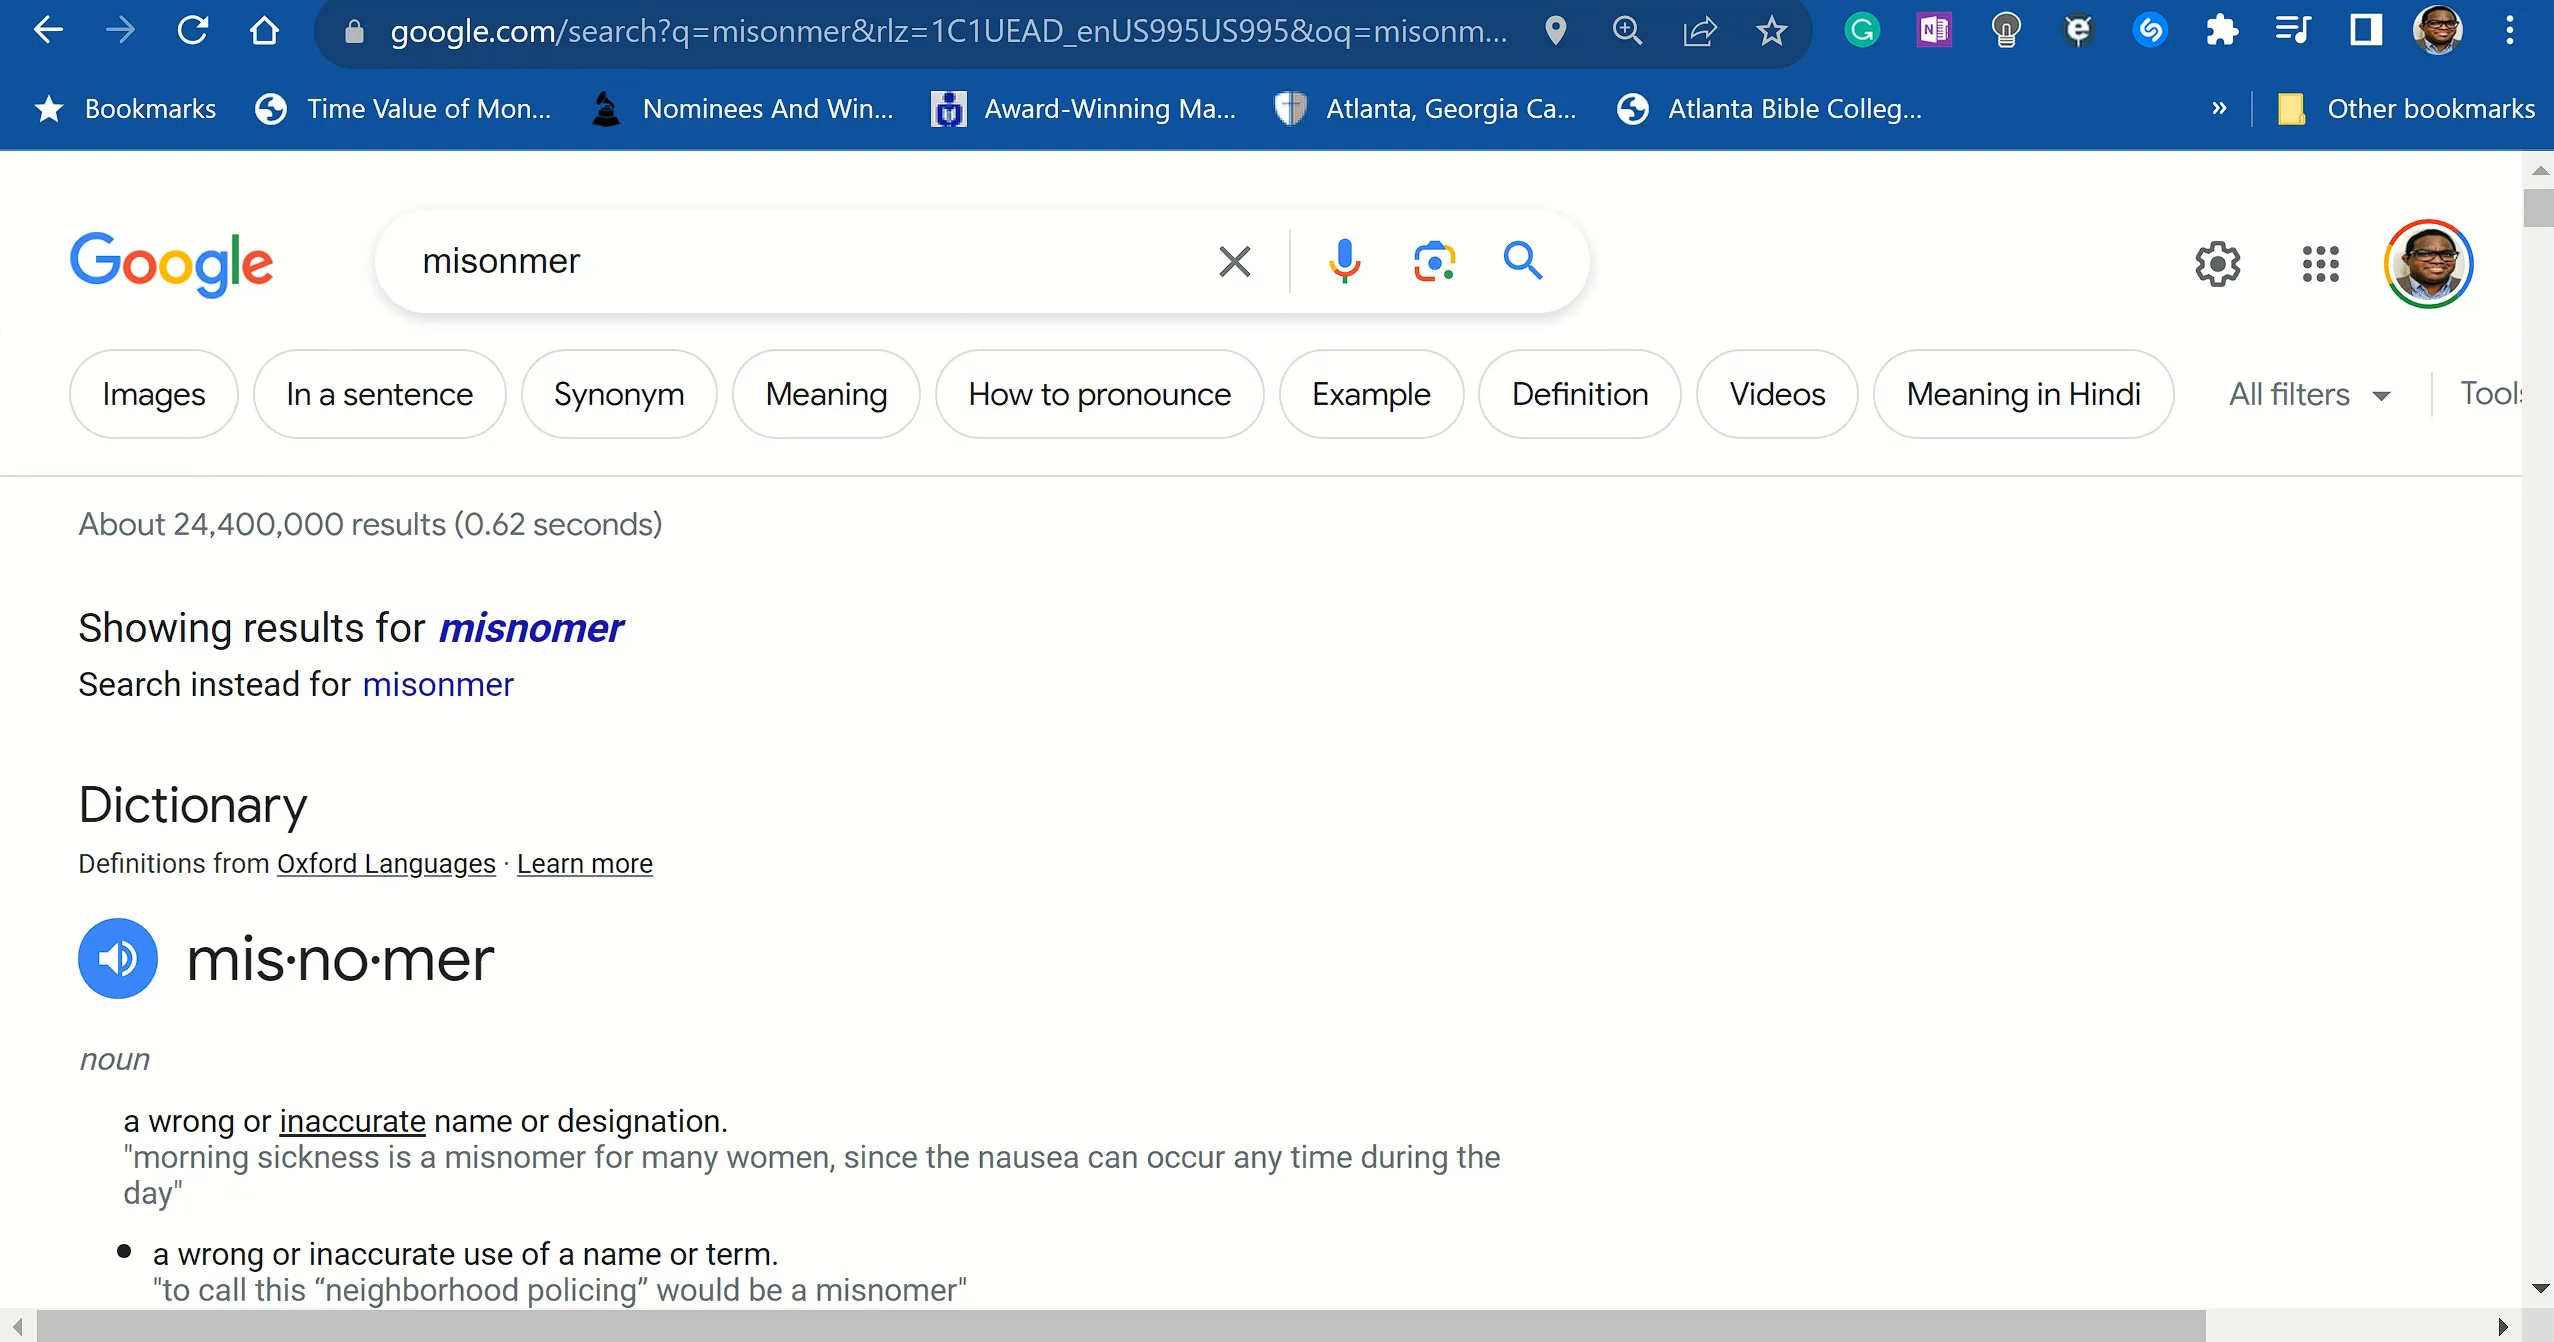 google.com/search?q=misonmer&rlz=1C1UEAD_enUS995US995&oq=misonm...
Bookmarks Time Value of Mon... Nominees And Win... Award-Winning Ma... Atlanta, Georgia Ca... Atlanta Bible Colleg... » Other bookmarks
Google misonmer
Images In a sentence Synonym Meaning How to pronounce Example Definition Videos Meaning in Hindi All filters Tools
About 24,400,000 results (0.62 seconds)
Showing results for misnomer
Search instead for misonmer
Dictionary
Definitions from Oxford Languages · Learn more
mis·no·mer
noun
a wrong or inaccurate name or designation.
"morning sickness is a misnomer for many women, since the nausea can occur any time during the
day"
• a wrong or inaccurate use of a name or term.
"to call this “neighborhood policing” would be a misnomer"